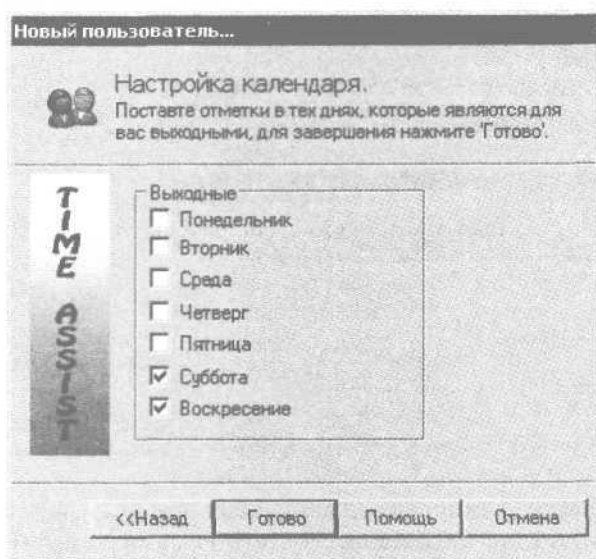 Новый пользователь...
Настройка календаря.
Поставте отметки в тех днях, которые являются для
вас выходными, для завершения нажмите 'Готово'.
TIME ASSIST
Выходные
Понедельник
Вторник
Среда
Четверг
Пятница
Суббота
Воскресение
<<Назад
Готово
Помощь
Отмена